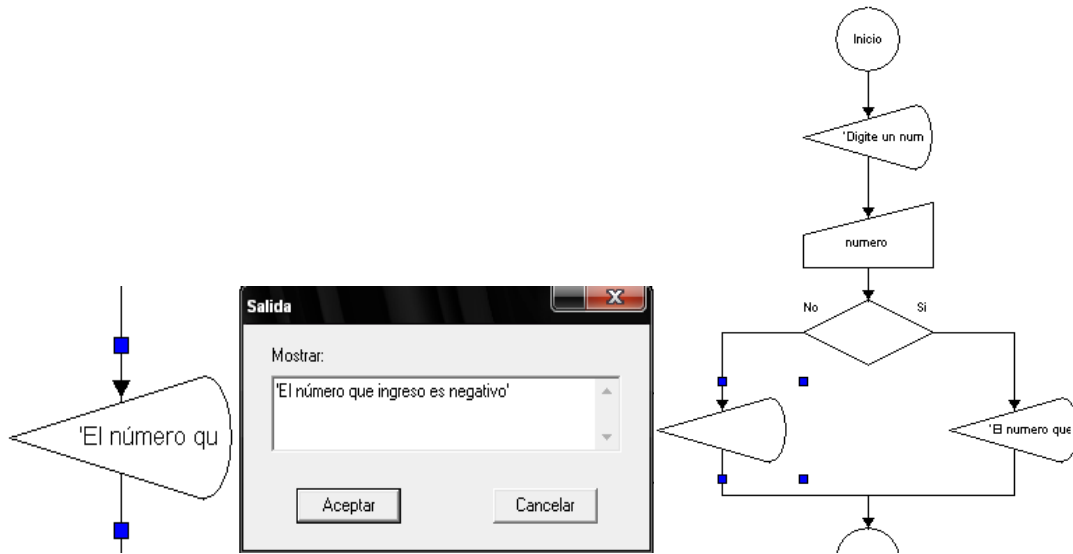 Inicio
'Digite un num
numero
No
Si
'El numero que
'El número qu
Salida
Mostrar:
'El número que ingreso es negativo'
Aceptar
Cancelar